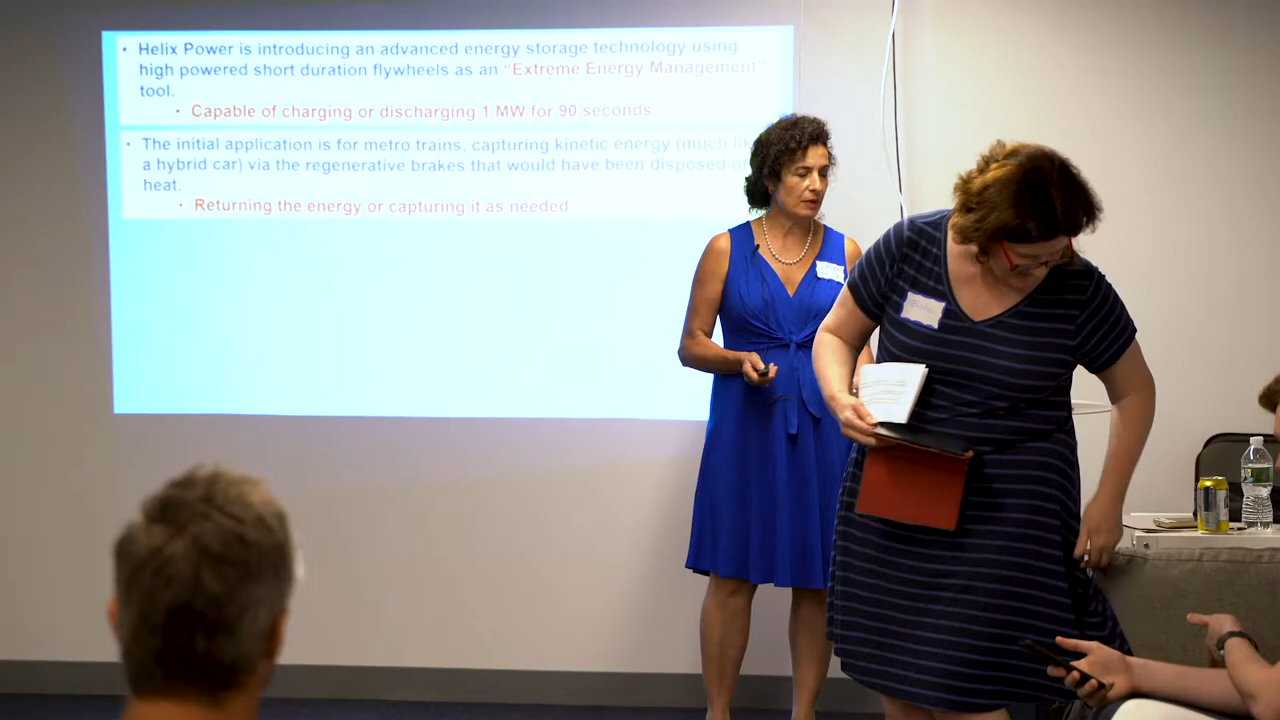 • Helix Power is introducing an advanced energy storage technology using
high powered short duration flywheels as an “Extreme Energy Management”
tool.
• Capable of charging or discharging 1 MW for 90 seconds.
• The initial application is for metro trains, capturing kinetic energy (much
a hybrid car) via the regenerative brakes that would have been disposed of
heat.
• Returning the energy or capturing it as needed